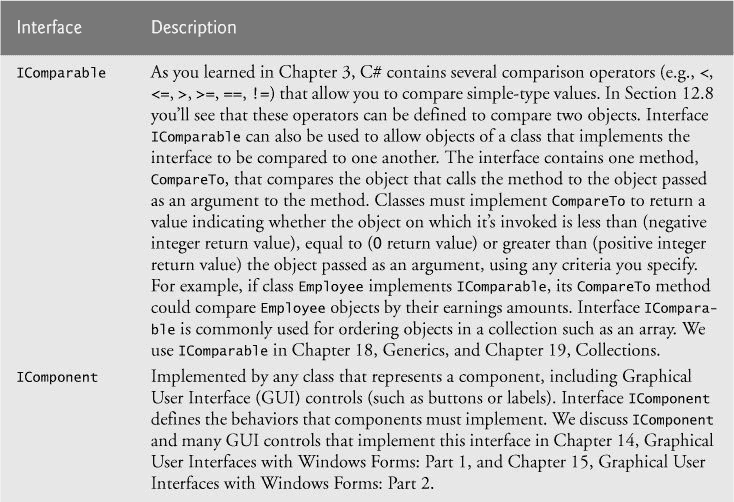 Interface Description
IComparable As you learned in Chapter 3, C# contains several comparison operators (e.g., <,
<=, >, >=, ==, !=) that allow you to compare simple-type values. In Section 12.8
you'll see that these operators can be defined to compare two objects. Interface
IComparable can also be used to allow objects of a class that implements the
interface to be compared to one another. The interface contains one method,
CompareTo, that compares the object that calls the method to the object passed
as an argument to the method. Classes must implement CompareTo to return a
value indicating whether the object on which it's invoked is less than (negative
integer return value), equal to (0 return value) or greater than (positive integer
return value) the object passed as an argument, using any criteria you specify.
For example, if class Employee implements IComparable, its CompareTo method
could compare Employee objects by their earnings amounts. Interface ICompara-
ble is commonly used for ordering objects in a collection such as an array. We
use IComparable in Chapter 18, Generics, and Chapter 19, Collections.
IComponent Implemented by any class that represents a component, including Graphical
User Interface (GUI) controls (such as buttons or labels). Interface IComponent
defines the behaviors that components must implement. We discuss IComponent
and many GUI controls that implement this interface in Chapter 14, Graphical
User Interfaces with Windows Forms: Part 1, and Chapter 15, Graphical User
Interfaces with Windows Forms: Part 2.